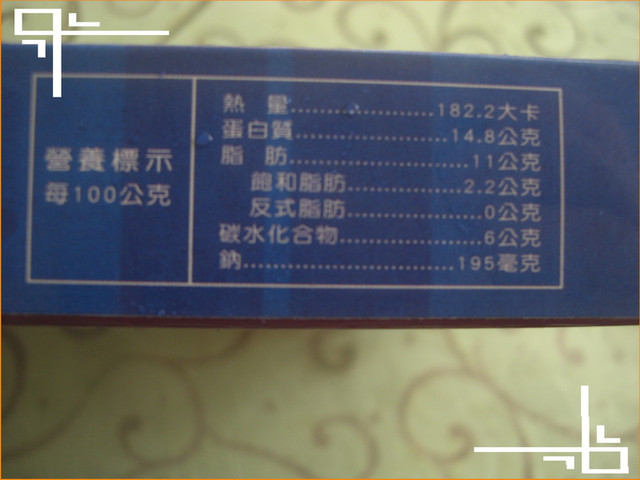 營養標示
每100公克
熱 量....................182.2大卡
蛋白質.....................14.8公克
脂 肪.........................11公克
飽和脂肪................2.2公克
反式脂肪...................0公克
碳水化合物....................6公克
鈉.............................195毫克